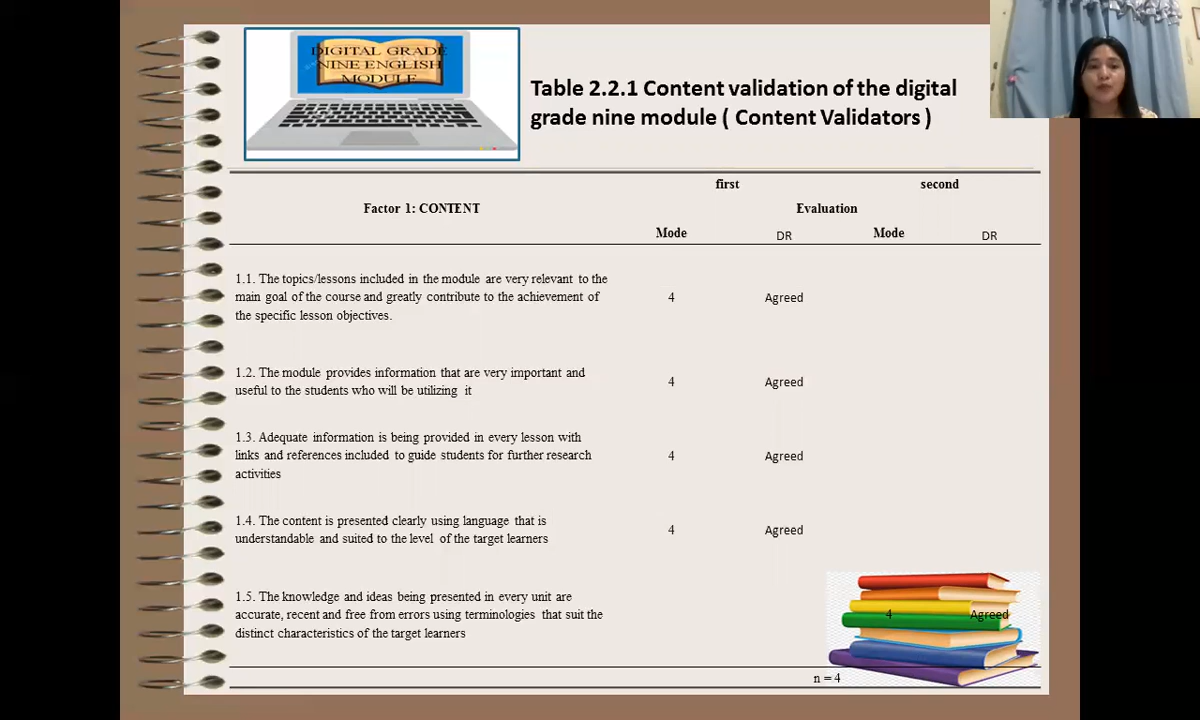 DIGITAL GRADE
NINE ENGLISH
MODULE
Table 2.2.1 Content validation of the digital
grade nine module ( Content Validators )
first second
Factor 1: CONTENT Evaluation
Mode DR Mode DR
1.1. The topics/lessons included in the module are very relevant to the
main goal of the course and greatly contribute to the achievement of
the specific lesson objectives.
4 Agreed
1.2. The module provides information that are very important and
useful to the students who will be utilizing it
4 Agreed
1.3. Adequate information is being provided in every lesson with
links and references included to guide students for further research
activities
4 Agreed
1.4. The content is presented clearly using language that is
understandable and suited to the level of the target learners
4 Agreed
1.5. The knowledge and ideas being presented in every unit are
accurate, recent and free from errors using terminologies that suit the
distinct characteristics of the target learners
4 Agreed
n = 4